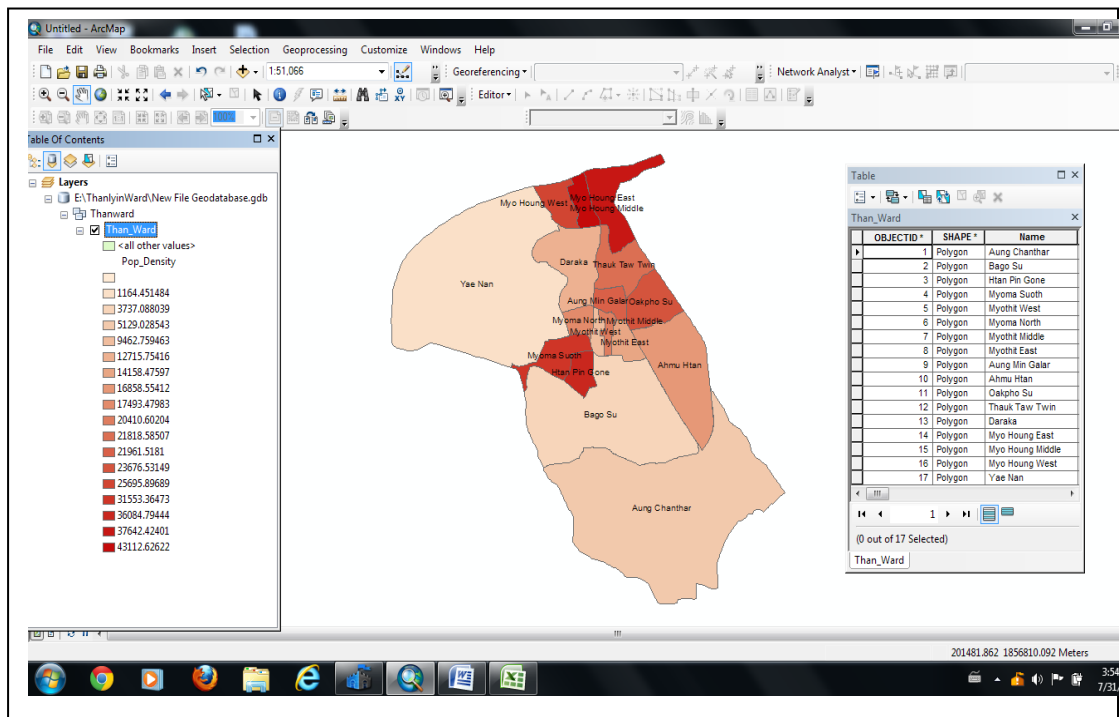 Untitled - ArcMap
File Edit View Bookmarks Insert Selection Geoprocessing Customize Windows Help
1:51,066 Georeferencing Network Analyst
Editor
100%
Table Of Contents
Layers
E:\ThanlyinWard\New File Geodatabase.gdb
Thanward
Than_Ward
<all other values>
Pop_Density
1164.451484
3737.088039
5129.028543
9462.759463
12715.75416
14158.47597
16858.55412
17493.47983
20410.60204
21818.58507
21961.5181
23676.53149
25695.89689
31553.36473
36084.79444
37642.42401
43112.62622
Myo Houng East
Myo Houng West
Myo Houng Middle
Daraka
Thauk Taw Twin
Yae Nan
Aung Min Galar
Oakpho Su
Myoma North
Myothit Middle
Myothit West
Myothit East
Myoma Suoth
Ahmu Htan
Htan Pin Gone
Bago Su
Aung Chanthar
Table
Than_Ward
OBJECTID * SHAPE * Name
1 Polygon Aung Chanthar
2 Polygon Bago Su
3 Polygon Htan Pin Gone
4 Polygon Myoma Suoth
5 Polygon Myothit West
6 Polygon Myoma North
7 Polygon Myothit Middle
8 Polygon Myothit East
9 Polygon Aung Min Galar
10 Polygon Ahmu Htan
11 Polygon Oakpho Su
12 Polygon Thauk Taw Twin
13 Polygon Daraka
14 Polygon Myo Houng East
15 Polygon Myo Houng Middle
16 Polygon Myo Houng West
17 Polygon Yae Nan
1
(0 out of 17 Selected)
Than_Ward
201481.862 1856810.092 Meters
3:54
7/31/